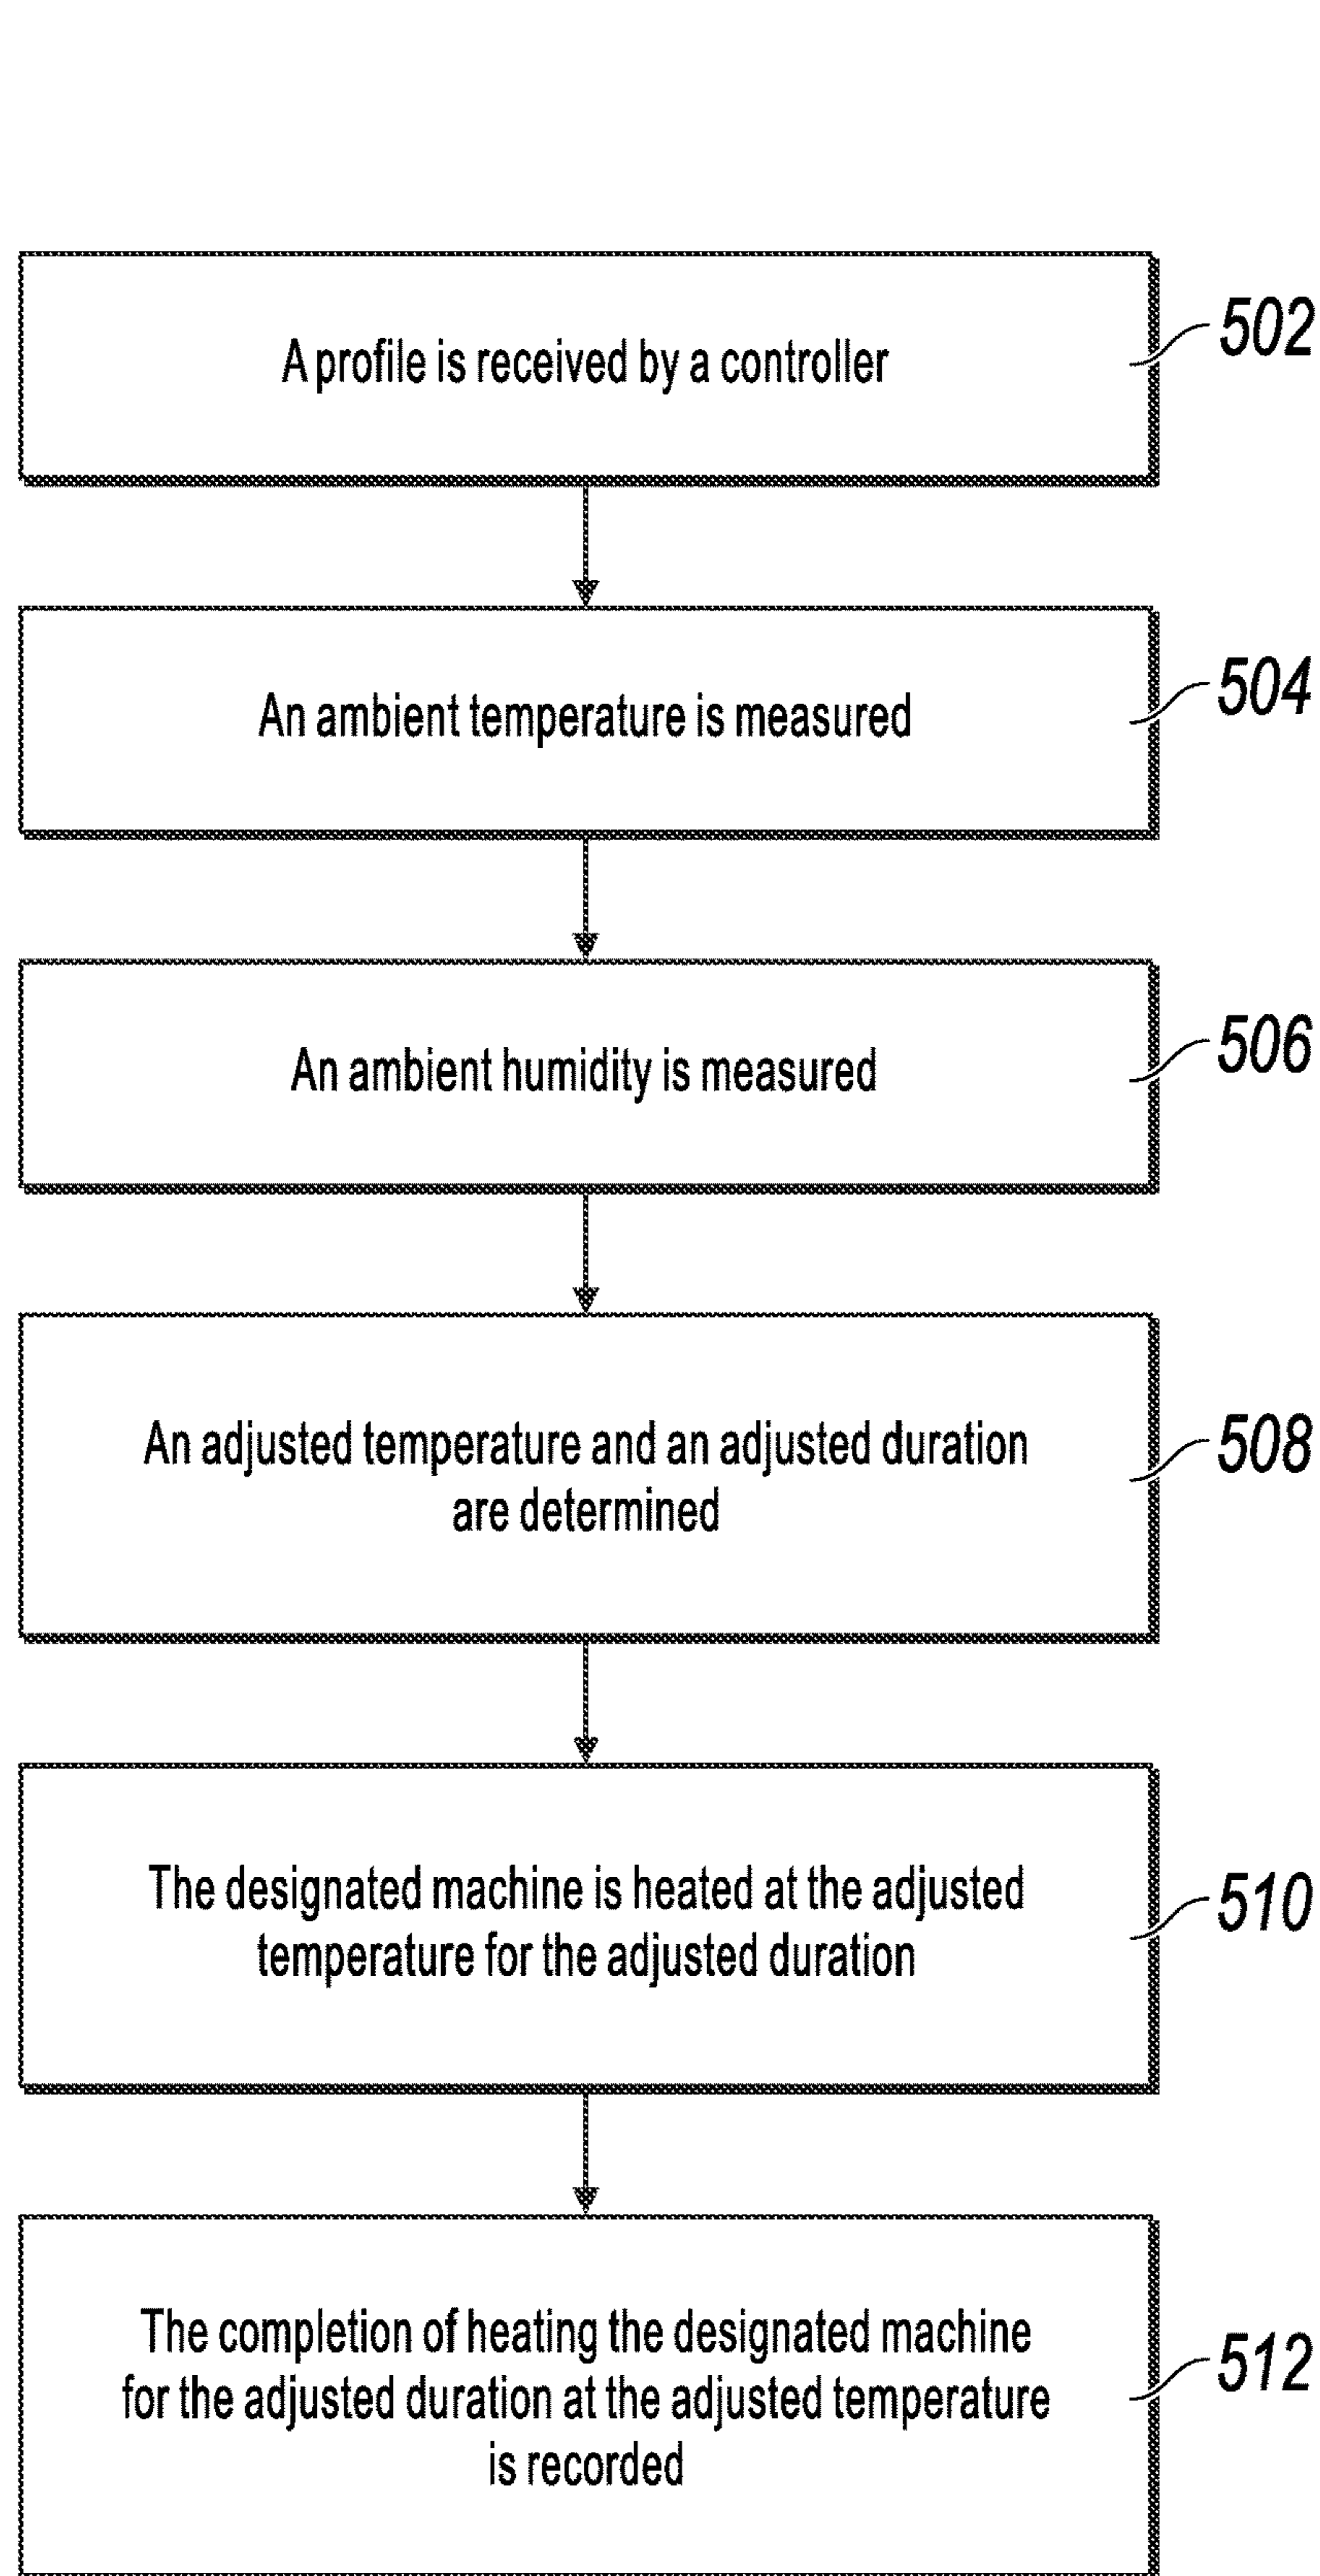 A profile is received by a controller
502
An ambient temperature is measured
504
An ambient humidity is measured
506
An adjusted temperature and an adjusted duration
are determined
508
The designated machine is heated at the adjusted
temperature for the adjusted duration
510
The completion of heating the designated machine
for the adjusted duration at the adjusted temperature
is recorded
512